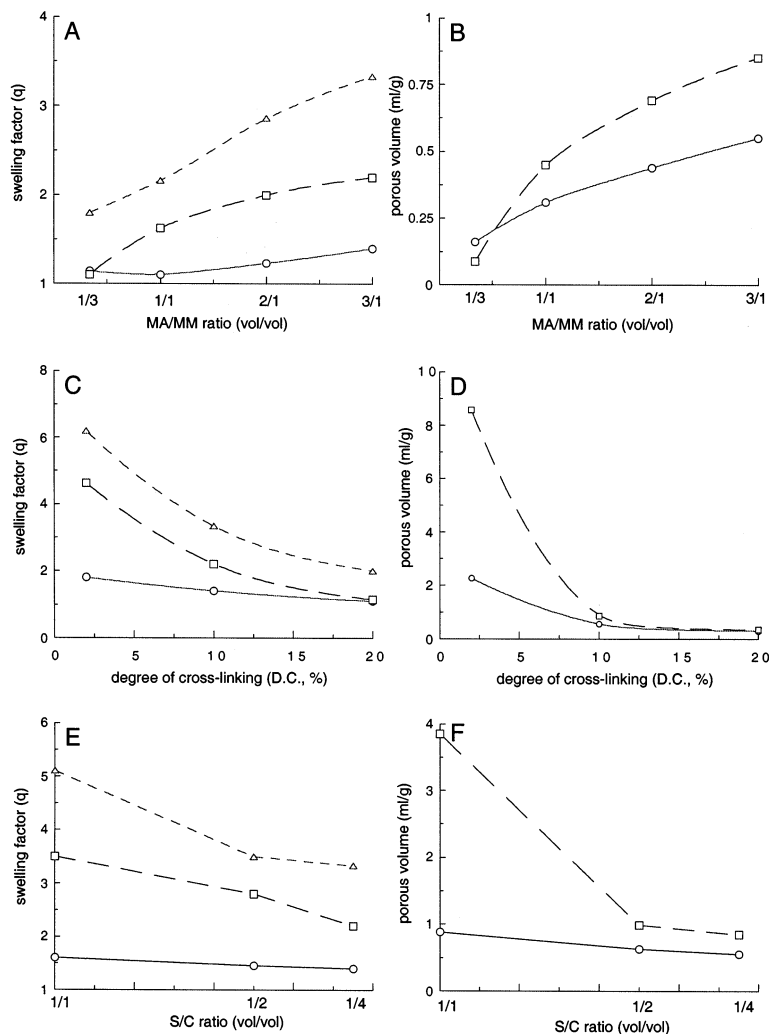 A
swelling factor (q)
4
3
2
1
1/3 1/1 2/1 3/1
MA/MM ratio (vol/vol)
B
porous volume (ml/g)
1
0.75
0.5
0.25
0
1/3 1/1 2/1 3/1
MA/MM ratio (vol/vol)
C
swelling factor (q)
8
6
4
2
0
0 5 10 15 20
degree of cross-linking (D.C., %)
D
porous volume (ml/g)
10
8
6
4
2
0
0 5 10 15 20
degree of cross-linking (D.C., %)
E
swelling factor (q)
6
5
4
3
2
1
1/1 1/2 1/4
S/C ratio (vol/vol)
F
porous volume (ml/g)
4
3
2
1
0
1/1 1/2 1/4
S/C ratio (vol/vol)